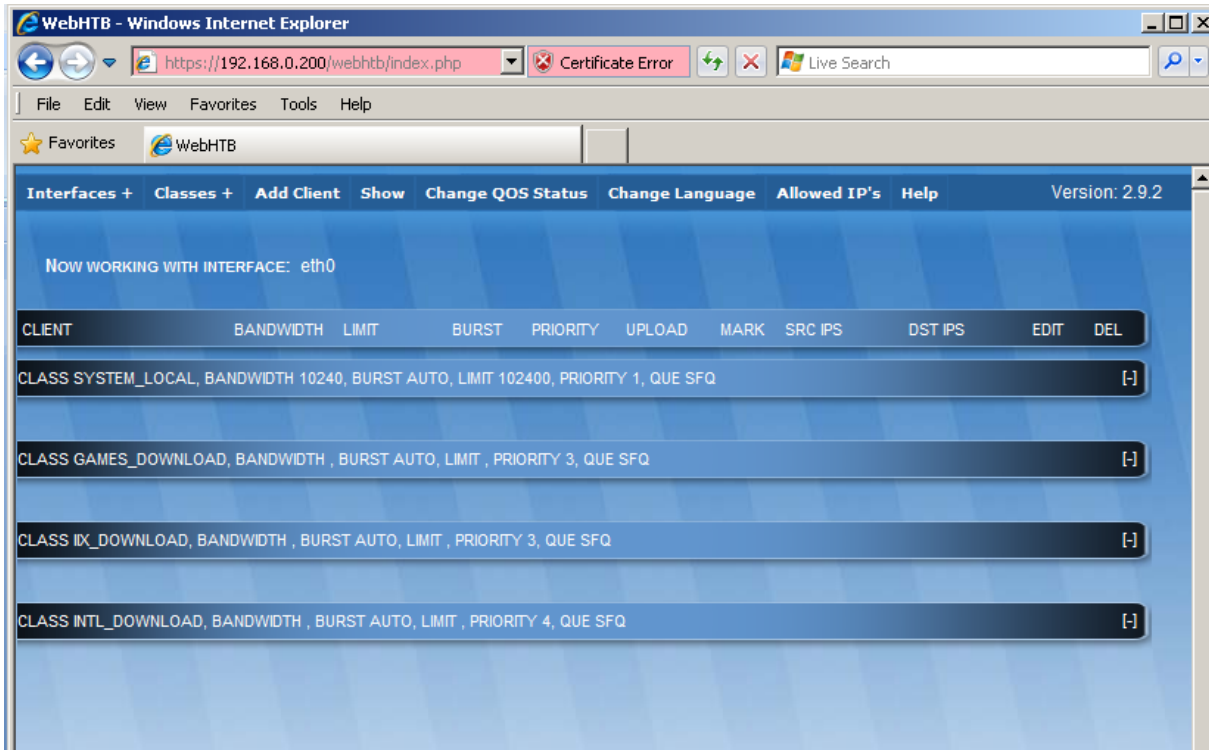 WebHTB - Windows Internet Explorer
https://192.168.0.200/webhtb/index.php Certificate Error Live Search
File Edit View Favorites Tools Help
Favorites WebHTB
Interfaces + Classes + Add Client Show Change QOS Status Change Language Allowed IP's Help Version: 2.9.2
NOW WORKING WITH INTERFACE: eth0
CLIENT BANDWIDTH LIMIT BURST PRIORITY UPLOAD MARK SRC IPS DST IPS EDIT DEL
CLASS SYSTEM_LOCAL, BANDWIDTH 10240, BURST AUTO, LIMIT 102400, PRIORITY 1, QUE SFQ [-]
CLASS GAMES_DOWNLOAD, BANDWIDTH , BURST AUTO, LIMIT , PRIORITY 3, QUE SFQ [-]
CLASS IIX_DOWNLOAD, BANDWIDTH , BURST AUTO, LIMIT , PRIORITY 3, QUE SFQ [-]
CLASS INTL_DOWNLOAD, BANDWIDTH , BURST AUTO, LIMIT , PRIORITY 4, QUE SFQ [-]